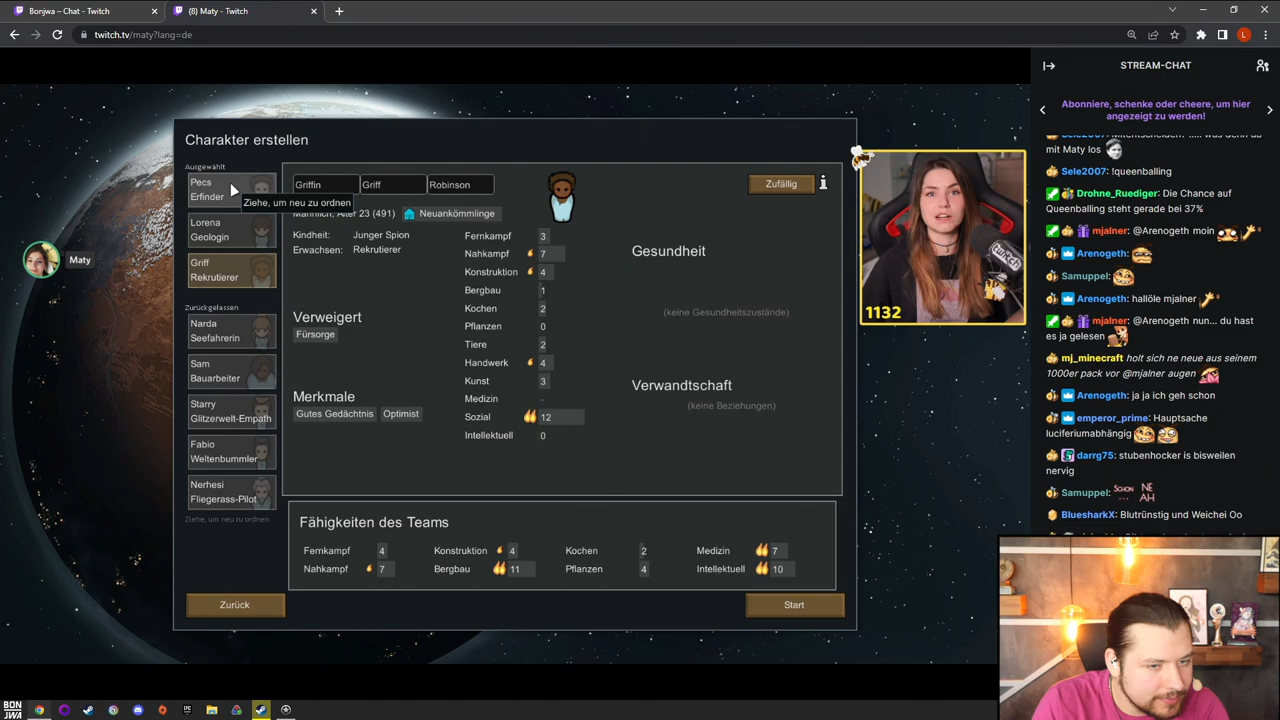 Bonjwa – Chat - Twitch
(8) Maty - Twitch
twitch.tv/maty?lang=de
L
Charakter erstellen
Ausgewählt
Pecs
Erfinder
Ziehe, um neu zu ordnen
Lorena
Geologin
Griff
Rekrutierer
Zurückgelassen
Narda
Seefahrerin
Sam
Bauarbeiter
Starry
Glitzerwelt-Empath
Fabio
Weltenbummler
Nerhesi
Fliegerass-Pilot
Ziehe, um neu zu ordnen
Griffin
Griff
Robinson
Zufällig
Männlich, Alter 23 (491)
Neuankömmlinge
Kindheit: Junger Spion
Erwachsen: Rekrutierer
Verweigert
Fürsorge
Merkmale
Gutes Gedächtnis
Optimist
Fernkampf 3
Nahkampf 7
Konstruktion 4
Bergbau 1
Kochen 2
Pflanzen 0
Tiere 2
Handwerk 4
Kunst 3
Medizin -
Sozial 12
Intellektuell 0
Gesundheit
(keine Gesundheitszustände)
Verwandtschaft
(keine Beziehungen)
Fähigkeiten des Teams
Fernkampf 4
Konstruktion 4
Kochen 2
Medizin 7
Nahkampf 7
Bergbau 11
Pflanzen 4
Intellektuell 10
Zurück
Start
Maty
twitch
1132
STREAM-CHAT
Abonniere, schenke oder cheere, um hier
angezeigt zu werden!
Maty los
Sele2007: !queenballing
Drohne_Ruediger: Die Chance auf
Queenballing steht gerade bei 37%
mjalner: @Arenogeth moin
Arenogeth:
Samuppel:
Arenogeth: hallöle mjalner
mjalner: @Arenogeth nun... du hast
es ja gelesen
mj_minecraft holt sich ne neue aus seinem
1000er pack vor @mjalner augen
Arenogeth: ja ja ich geh schon
emperor_prime: Hauptsache
luciferiumabhängig
darrg75: stubenhocker is bisweilen
nervig
Samuppel: SCHON ... NE AH
BluesharkX: Blutrünstig und Weichei Oo
BON
JWA